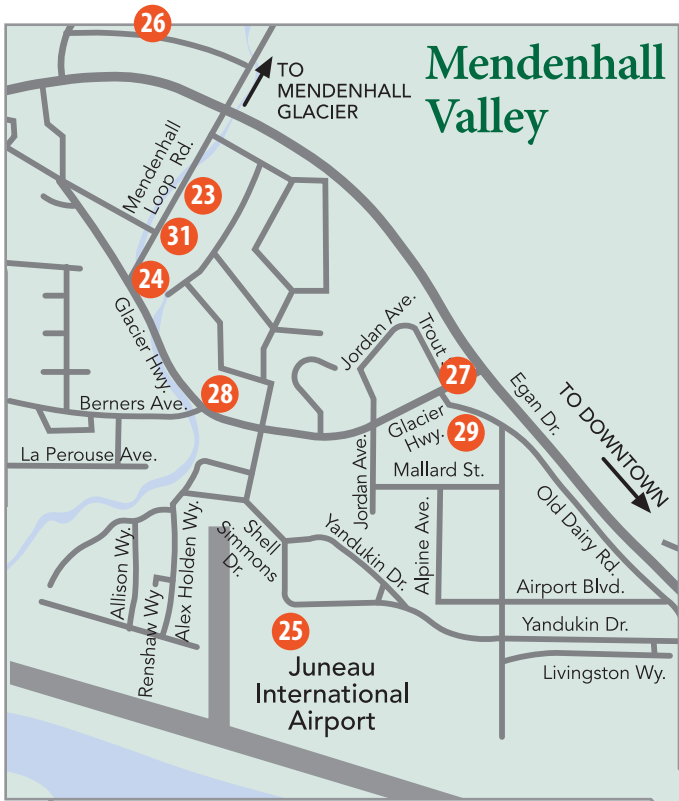 26
TO
MENDENHALL
GLACIER
Mendenhall
Valley
Mendenhall
Loop Rd.
23
31
24
Glacier Hwy.
Jordan Ave.
Trout
27
Egan Dr.
TO DOWNTOWN
28
Berners Ave.
Glacier
Hwy.
29
La Perouse Ave.
Mallard St.
Jordan Ave.
Alpine Ave.
Old Dairy Rd.
Shell
Simmons
Dr.
Yandukin Dr.
Allison Wy.
Renshaw Wy
Alex Holden Wy.
Airport Blvd.
Yandukin Dr.
25
Juneau
International
Airport
Livingston Wy.